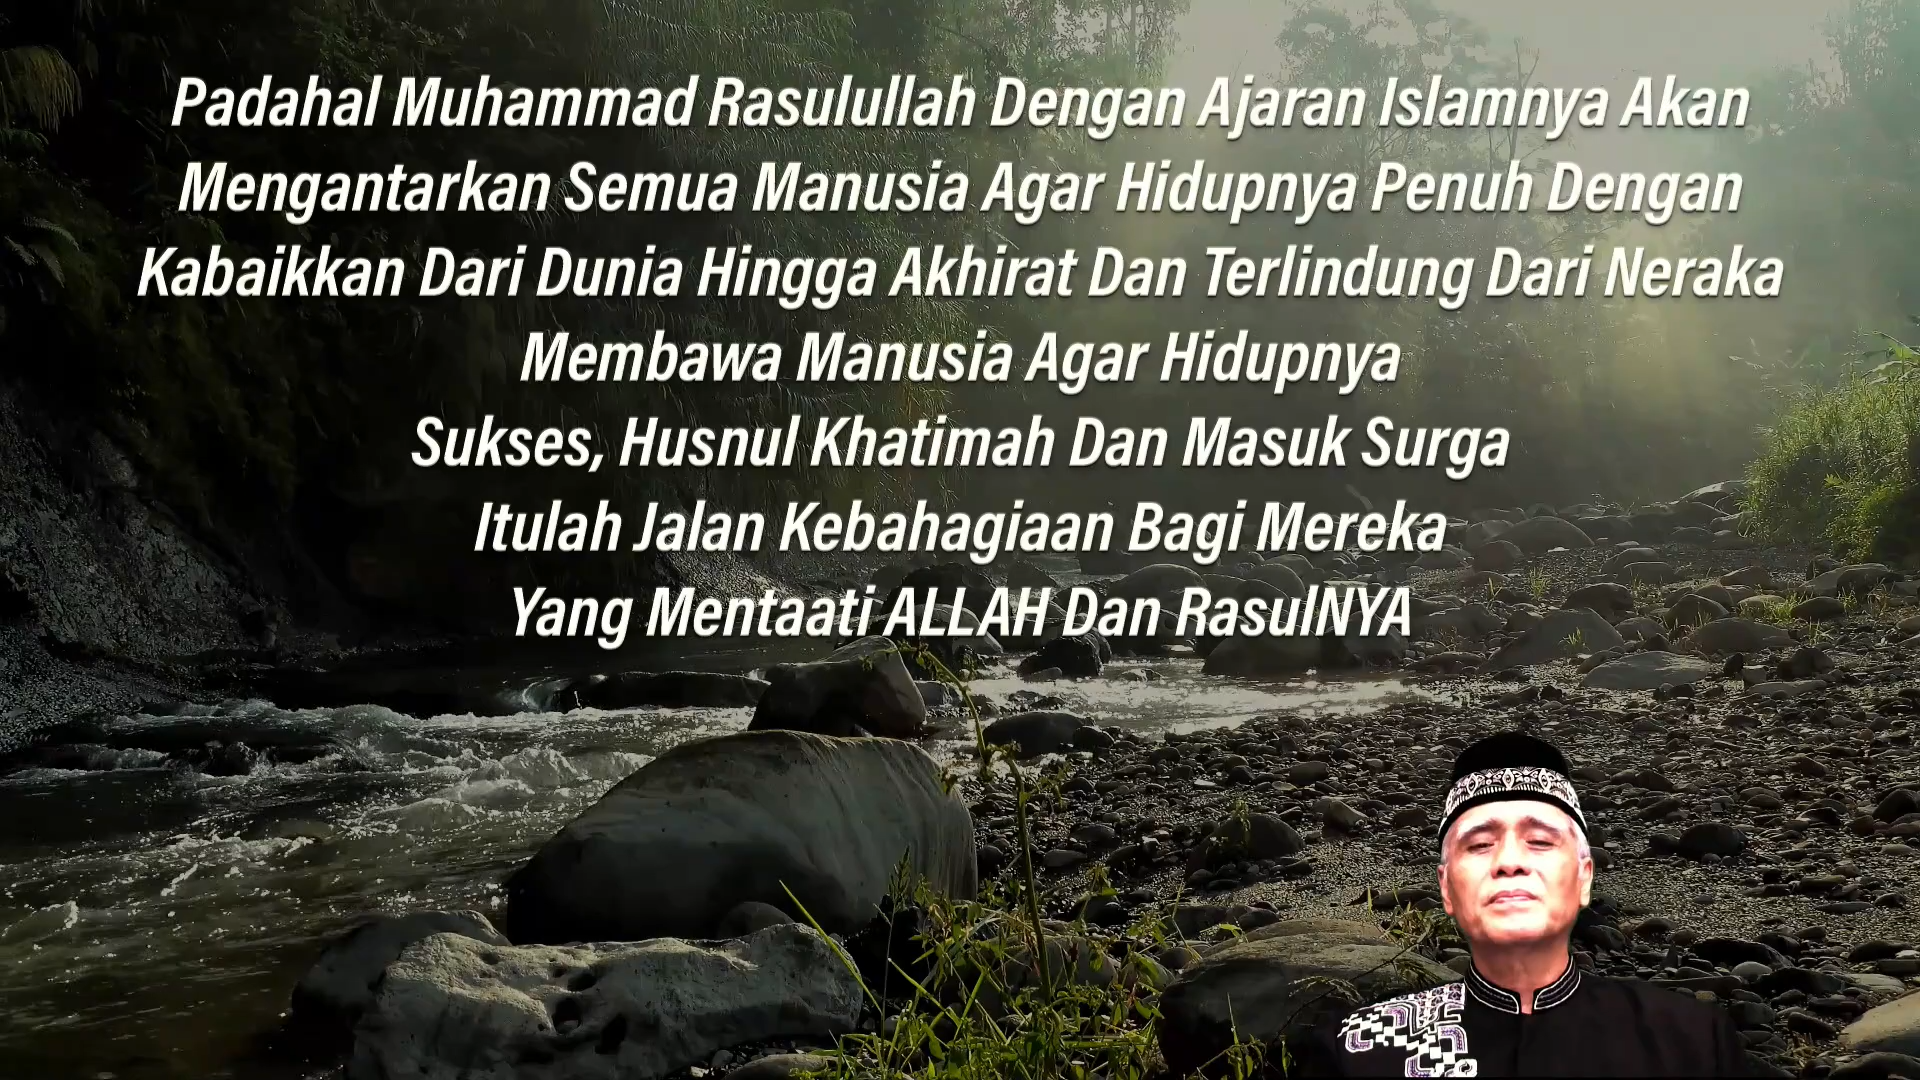 Padahal Muhammad Rasulullah Dengan Ajaran Islamnya Akan
Mengantarkan Semua Manusia Agar Hidupnya Penuh Dengan
Kabaikkan Dari Dunia Hingga Akhirat Dan Terlindung Dari Neraka
Membawa Manusia Agar Hidupnya
Sukses, Husnul Khatimah Dan Masuk Surga
Itulah Jalan Kebahagiaan Bagi Mereka
Yang Mentaati ALLAH Dan RasulNYA